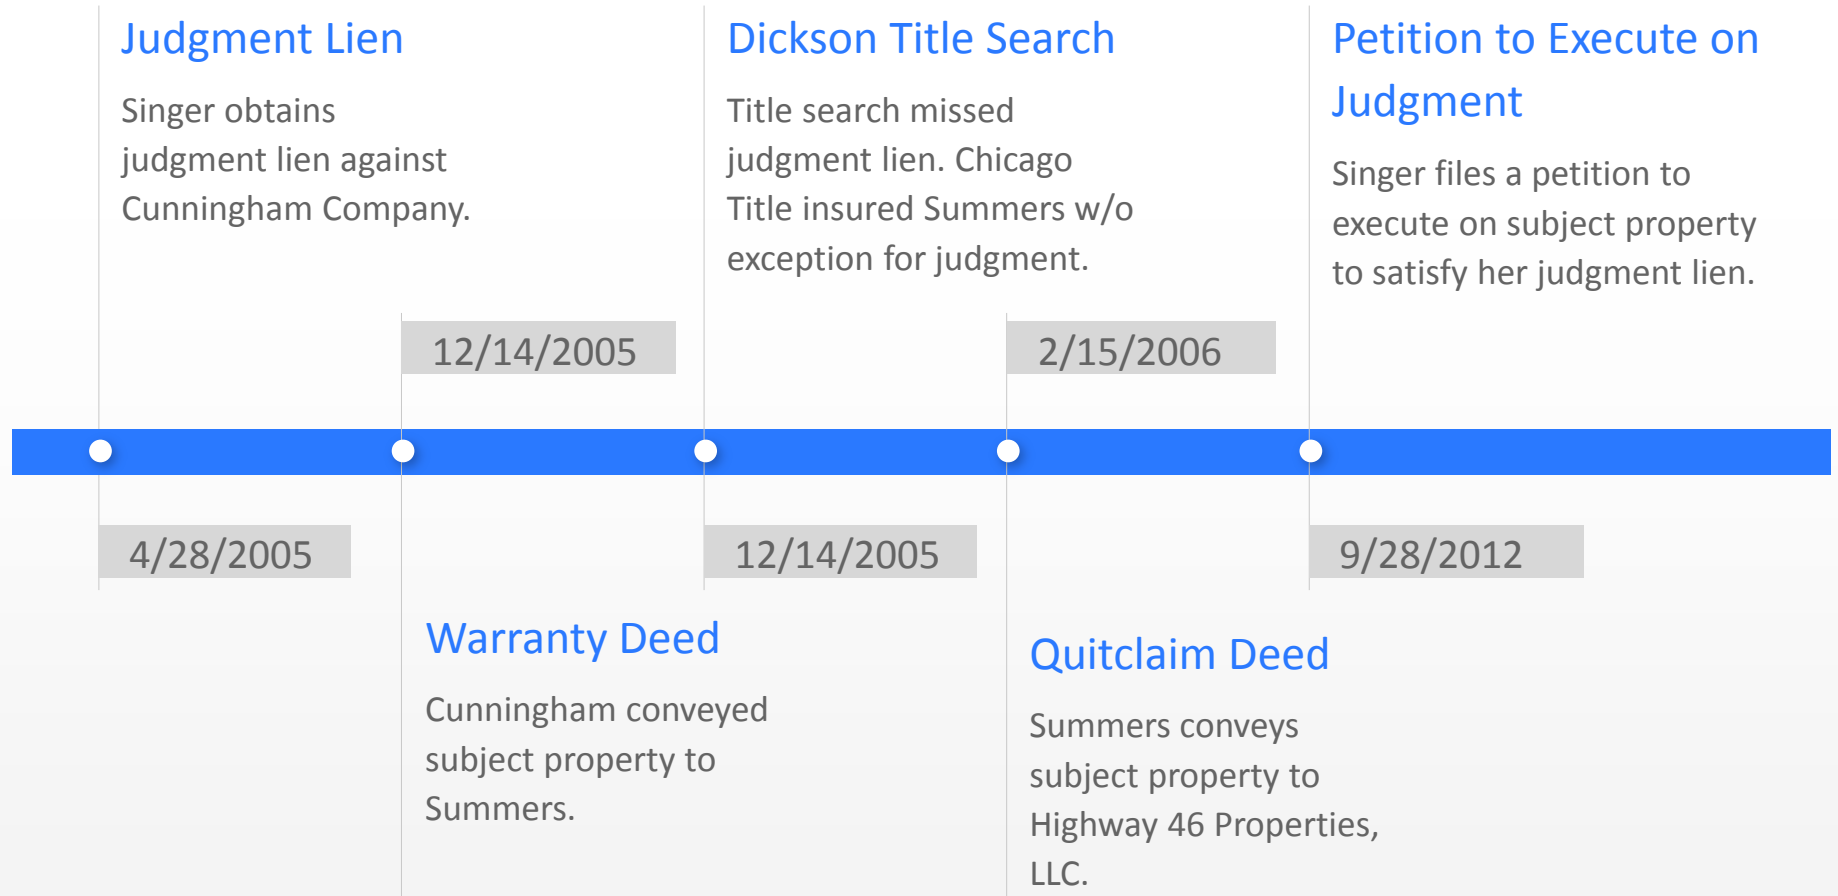 Judgment Lien
Singer obtains
judgment lien against
Cunningham Company.
4/28/2005
12/14/2005
Warranty Deed
Cunningham conveyed
subject property to
Summers.
Dickson Title Search
Title search missed
judgment lien. Chicago
Title insured Summers w/o
exception for judgment.
12/14/2005
2/15/2006
Quitclaim Deed
Summers conveys
subject property to
Highway 46 Properties,
LLC.
Petition to Execute on
Judgment
Singer files a petition to
execute on subject property
to satisfy her judgment lien.
9/28/2012